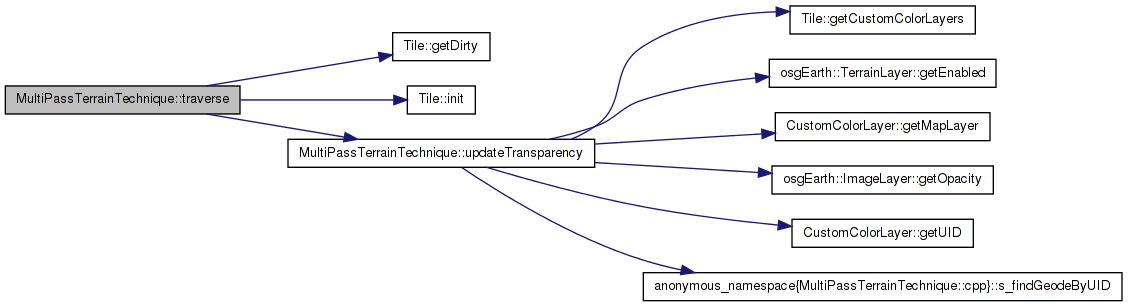 Tile::getCustomColorLayers
Tile::getDirty
osgEarth::TerrainLayer::getEnabled
MultiPassTerrainTechnique::traverse
Tile::init
CustomColorLayer::getMapLayer
MultiPassTerrainTechnique::updateTransparency
osgEarth::ImageLayer::getOpacity
CustomColorLayer::getUID
anonymous_namespace{MultiPassTerrainTechnique::cpp}::s_findGeodeByUID